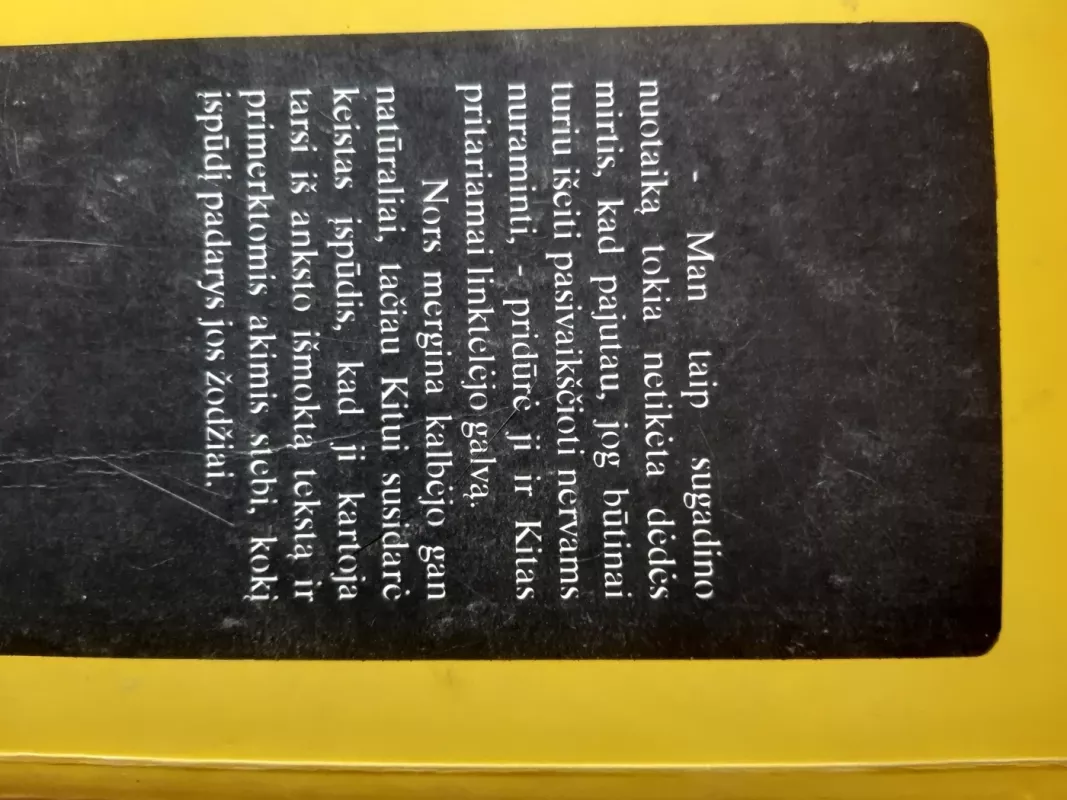 - Man taip sugadino
nuotaiką tokia netikėta dėdės
mirtis, kad pajutau, jog būtinai
turiu išeiti pasivaikščioti nervams
nuraminti, - pridūrė ji ir Kitas
pritariamai linktelėjo galvą.
Nors mergina kalbėjo gan
natūraliai, tačiau Kitui susidarė
keistas įspūdis, kad ji kartoja
tarsi iš anksto išmoktą tekstą ir
primerktomis akimis stebi, kokį
įspūdį padarys jos žodžiai.